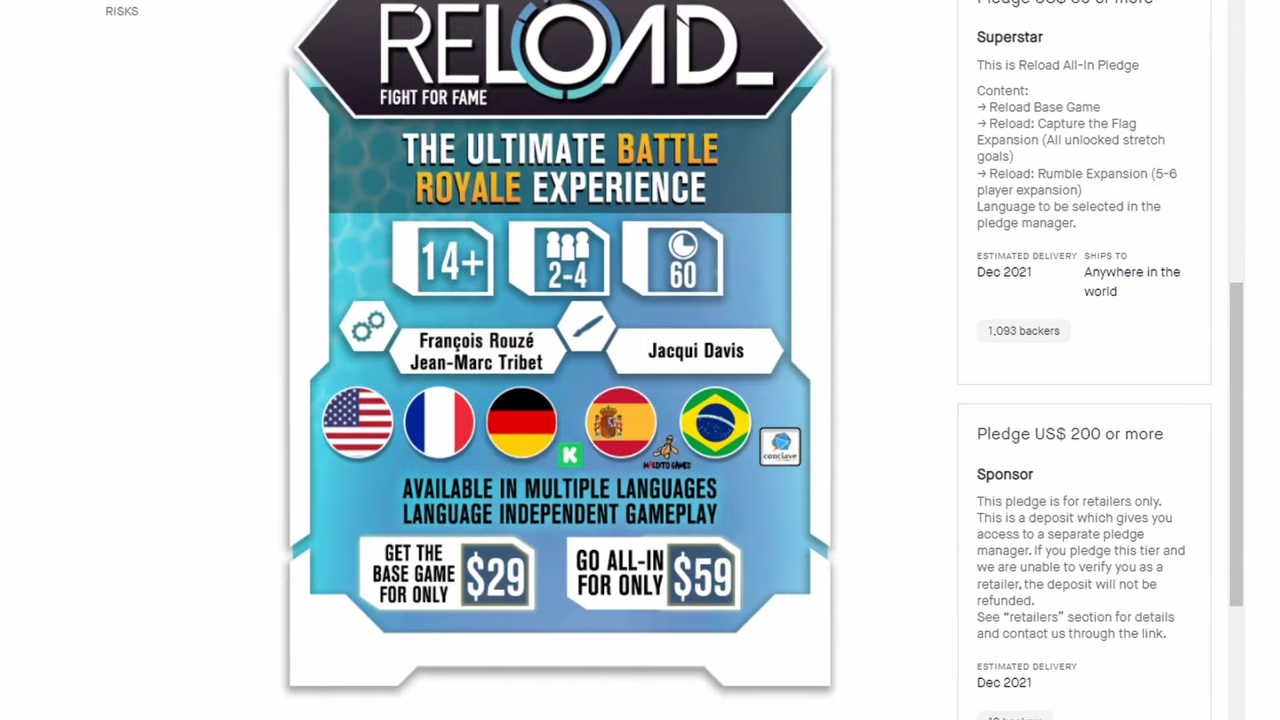 RISKS
RELOAD_
FIGHT FOR FAME
THE ULTIMATE BATTLE
ROYALE EXPERIENCE
14+
2-4
60
François Rouzé
Jean-Marc Tribet
Jacqui Davis
K
MALDITO GAMES
conclave
AVAILABLE IN MULTIPLE LANGUAGES
LANGUAGE INDEPENDENT GAMEPLAY
GET THE
BASE GAME
FOR ONLY
$29
GO ALL-IN
FOR ONLY
$59
Superstar
This is Reload All-In Pledge
Content:
→ Reload Base Game
→ Reload: Capture the Flag
Expansion (All unlocked stretch
goals)
→ Reload: Rumble Expansion (5-6
player expansion)
Language to be selected in the
pledge manager.
ESTIMATED DELIVERY
Dec 2021
SHIPS TO
Anywhere in the
world
1,093 backers
Pledge US$ 200 or more
Sponsor
This pledge is for retailers only.
This is a deposit which gives you
access to a separate pledge
manager. If you pledge this tier and
we are unable to verify you as a
retailer, the deposit will not be
refunded.
See “retailers” section for details
and contact us through the link.
ESTIMATED DELIVERY
Dec 2021